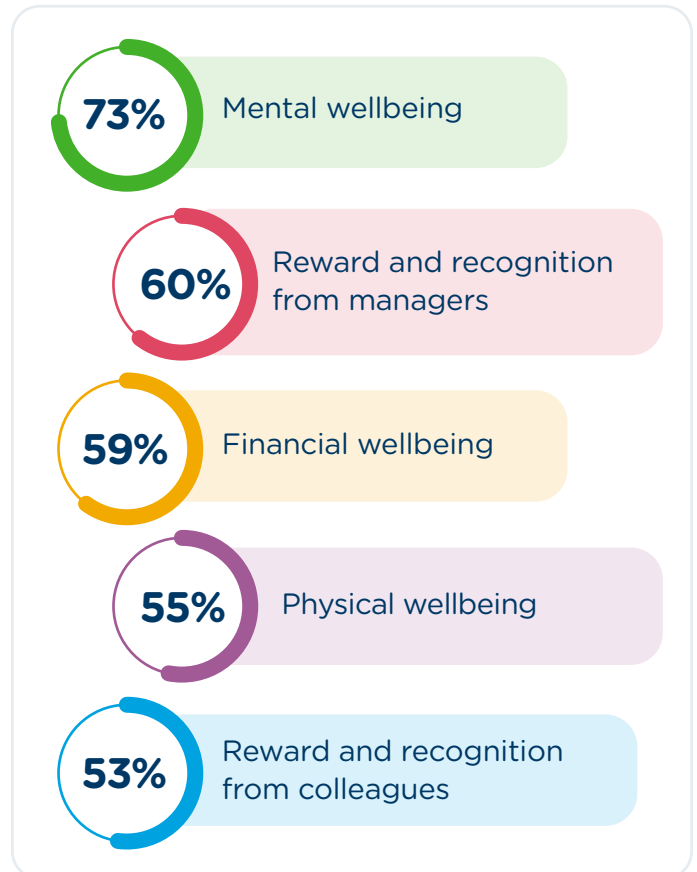 73%
Mental wellbeing
60%
Reward and recognition
from managers
59%
Financial wellbeing
55%
Physical wellbeing
53%
Reward and recognition
from colleagues